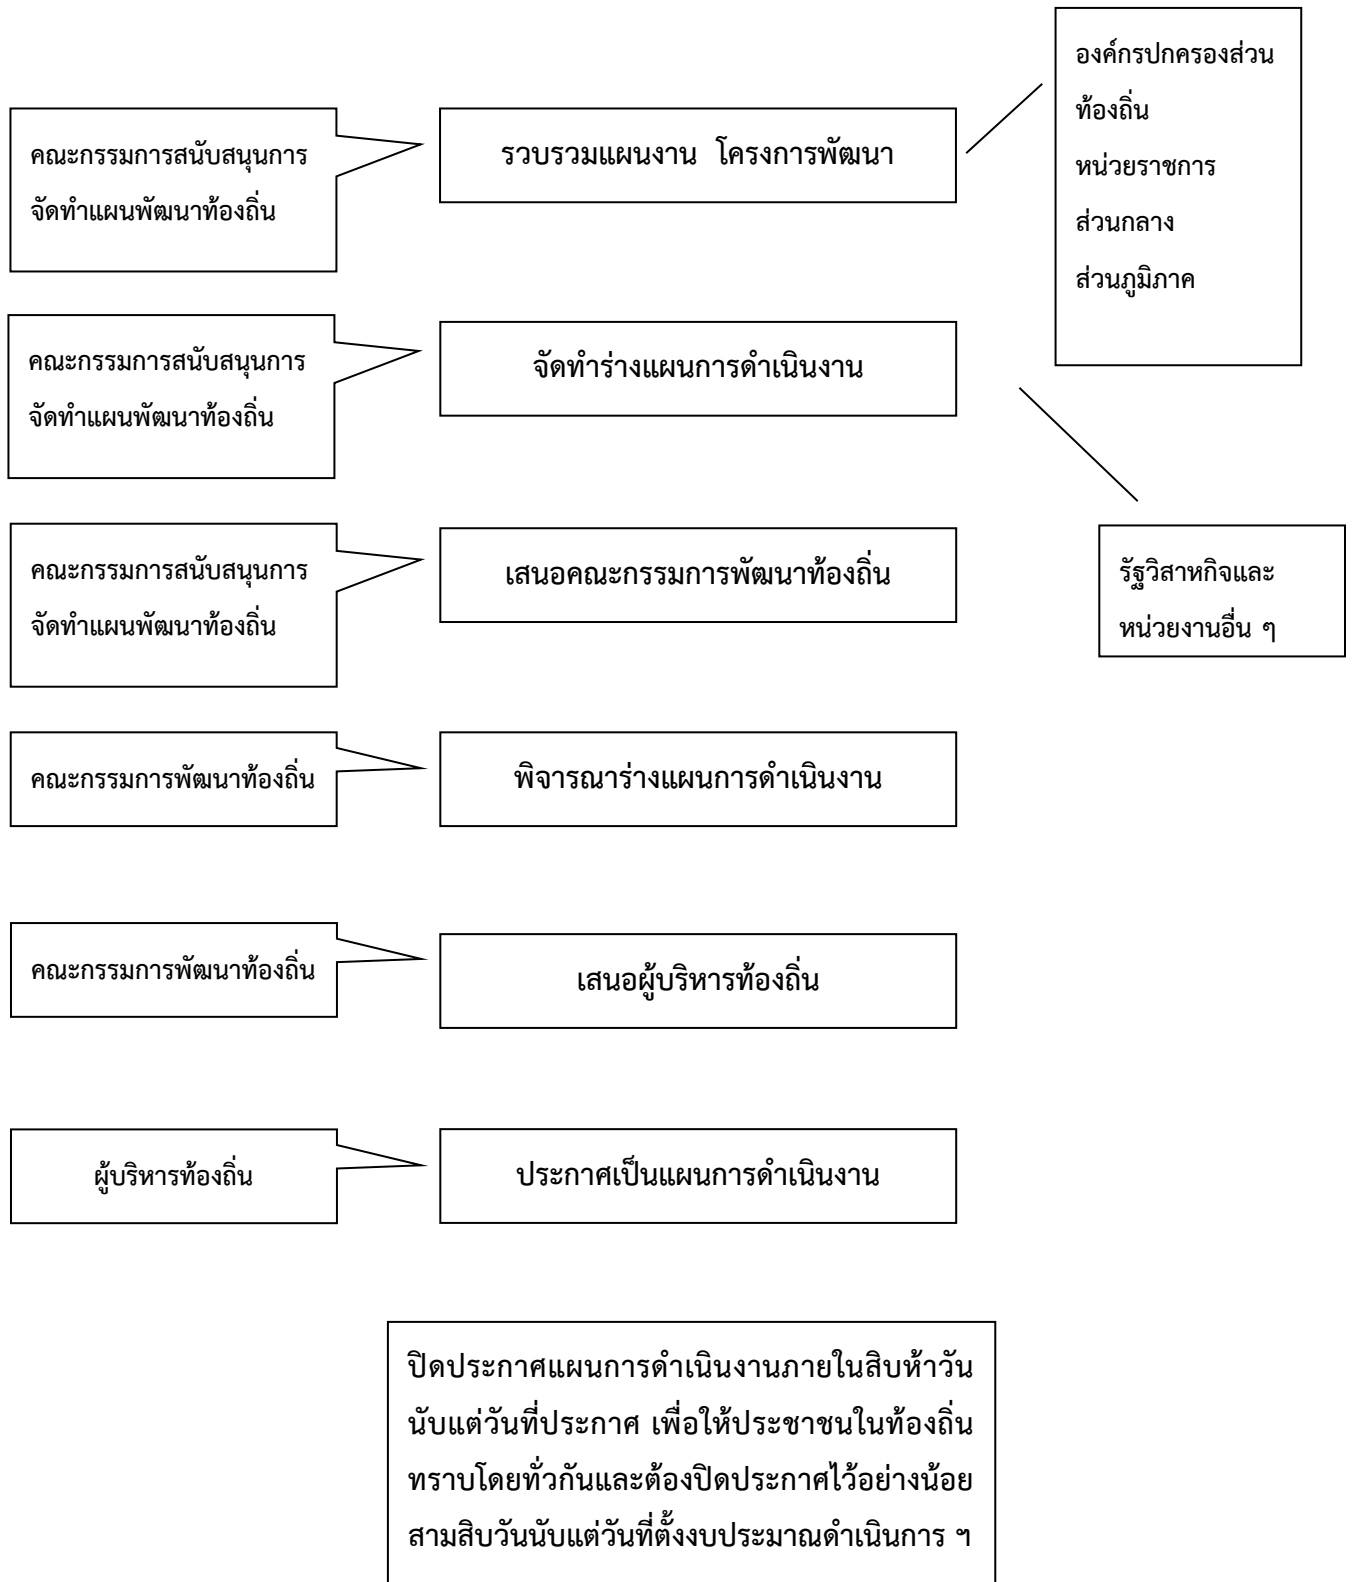 องค์กรปกครองส่วน
ท้องถิ่น
หน่วยราชการ
ส่วนกลาง
ส่วนภูมิภาค
คณะกรรมการสนับสนุนการ
จัดทำแผนพัฒนาท้องถิ่น
รวบรวมแผนงาน โครงการพัฒนา
คณะกรรมการสนับสนุนการ
จัดทำแผนพัฒนาท้องถิ่น
จัดทำร่างแผนการดำเนินงาน
คณะกรรมการสนับสนุนการ
จัดทำแผนพัฒนาท้องถิ่น
เสนอคณะกรรมการพัฒนาท้องถิ่น
รัฐวิสาหกิจและ
หน่วยงานอื่น ๆ
คณะกรรมการพัฒนาท้องถิ่น
พิจารณาร่างแผนการดำเนินงาน
คณะกรรมการพัฒนาท้องถิ่น
เสนอผู้บริหารท้องถิ่น
ผู้บริหารท้องถิ่น
ประกาศเป็นแผนการดำเนินงาน
ปิดประกาศแผนการดำเนินงานภายในสิบห้าวัน
นับแต่วันที่ประกาศ เพื่อให้ประชาชนในท้องถิ่น
ทราบโดยทั่วกันและต้องปิดประกาศไว้อย่างน้อย
สามสิบวันนับแต่วันที่ตั้งงบประมาณดำเนินการ ฯ